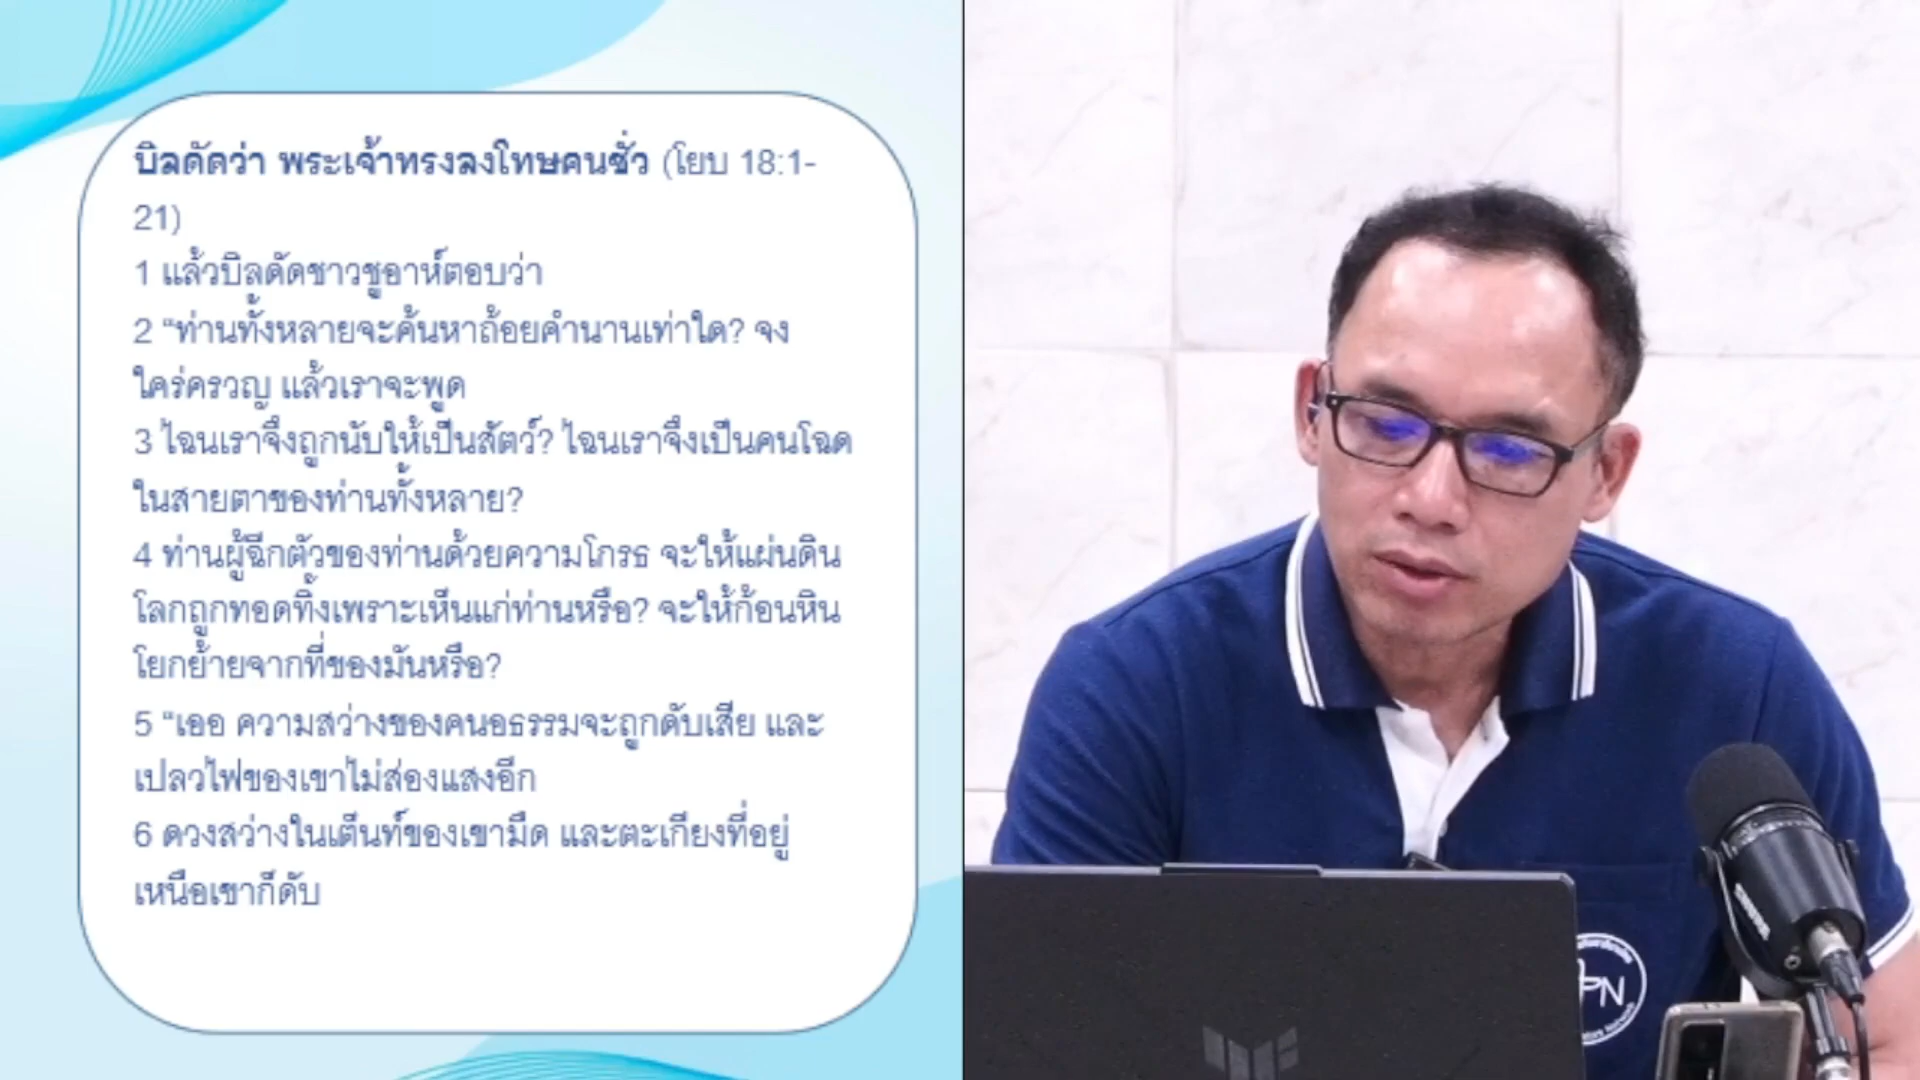 บิลดัดว่า พระเจ้าทรงลงโทษคนชั่ว (โยบ 18:1-
21)
1 แล้วบิลดัดชาวชูอาห์ตอบว่า
2 “ท่านทั้งหลายจะค้นหาถ้อยคำนานเท่าใด? จง
ใคร่ครวญ แล้วเราจะพูด
3 ไฉนเราจึงถูกนับให้เป็นสัตว์? ไฉนเราจึงเป็นคนโฉด
ในสายตาของท่านทั้งหลาย?
4 ท่านผู้ฉีกตัวของท่านด้วยความโกรธ จะให้แผ่นดิน
โลกถูกทอดทิ้งเพราะเห็นแก่ท่านหรือ? จะให้ก้อนหิน
โยกย้ายจากที่ของมันหรือ?
5 “เออ ความสว่างของคนอธรรมจะถูกดับเสีย และ
เปลวไฟของเขาไม่ส่องแสงอีก
6 ดวงสว่างในเต็นท์ของเขามืด และตะเกียงที่อยู่
เหนือเขาก็ดับ
PN